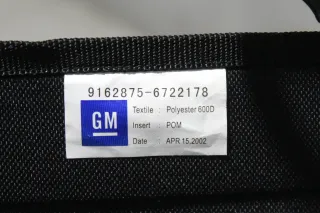 9162875-6722178
GM
Textile : Polyester 600D
Insert : POM
Date : APR.15.2002